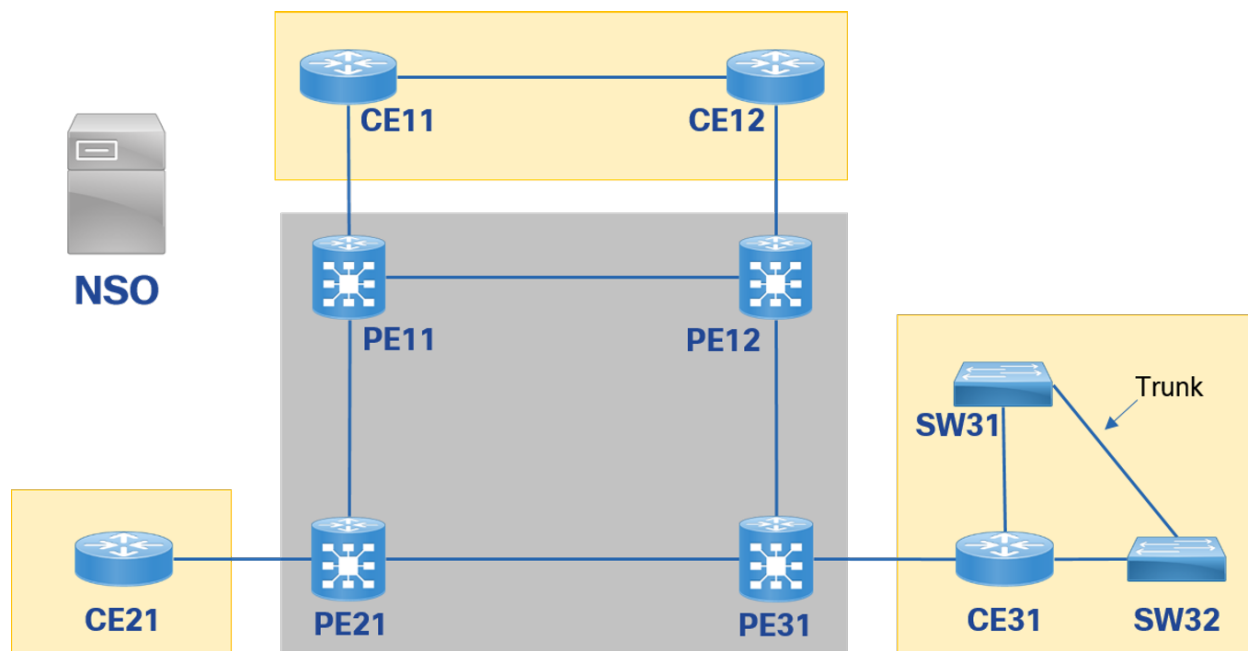 CE11
CE12
NSO
PE11
PE12
Trunk
SW31
CE21
PE21
PE31
CE31
SW32